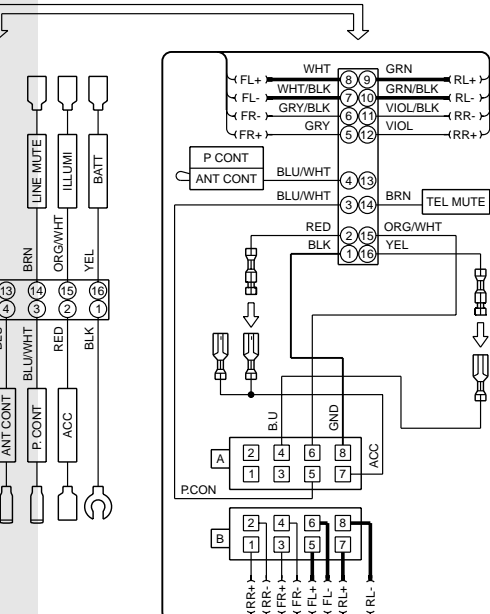 LINE MUTE
ILLUMI
BATT
BRN
ORG/WHT
YEL
13 14 15 16
4 3 2 1
BLU/WHT
RED
BLK
ANT CONT
P. CONT
ACC
WHT 8 9 GRN
FL+ RL+
WHT/BLK 7 10 GRN/BLK
FL- RL-
GRY/BLK 6 11 VIOL/BLK
FR- RR-
GRY 5 12 VIOL
FR+ RR+
P CONT
ANT CONT
BLU/WHT 4 13
BLU/WHT 3 14 BRN TEL MUTE
RED 2 15 ORG/WHT
BLK 1 16 YEL
B.U
GND
ACC
A
2 4 6 8
1 3 5 7
P.CON
B
2 4 6 8
1 3 5 7
RR+
RR-
FR+
FR-
FL+
FL-
RL+
RL-